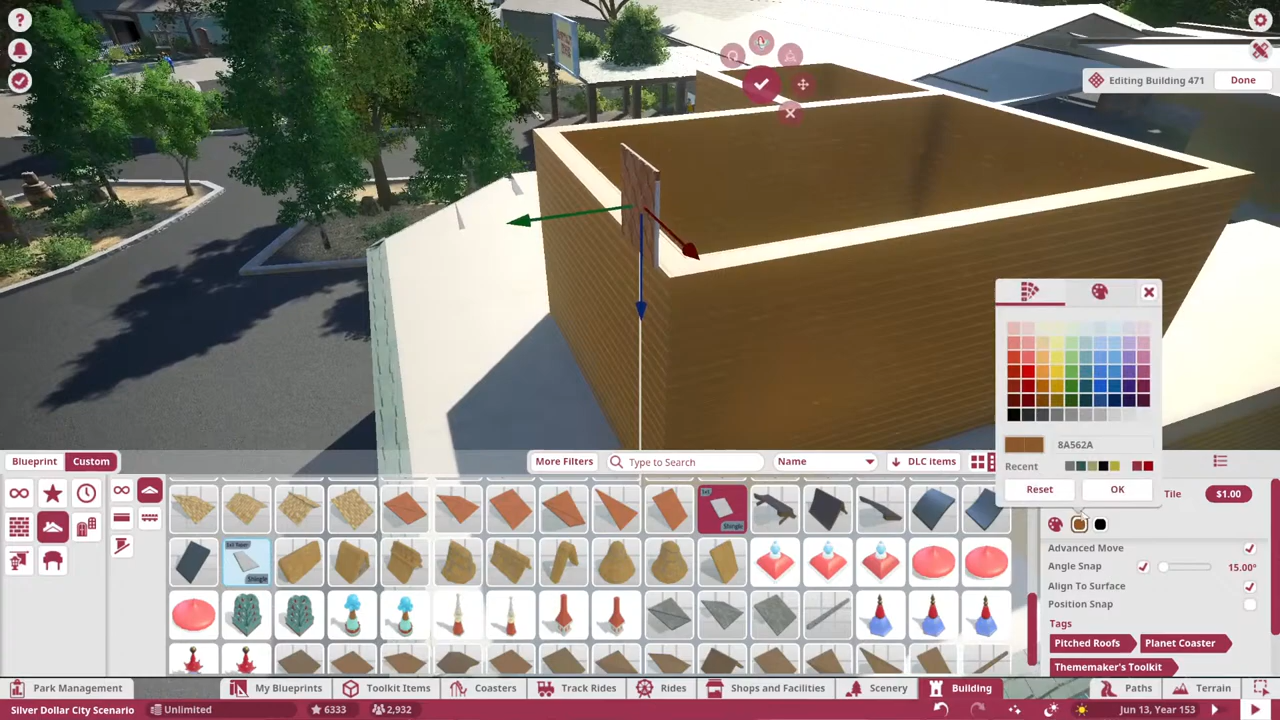 ?
Editing Building 471
Done
8A562A
Recent
Reset
OK
Blueprint
Custom
More Filters
Type to Search
Name
DLC items
1x1
Shingle
Shingle
Tile
$1.00
Advanced Move
Angle Snap
15.00°
Align To Surface
Position Snap
Tags
Pitched Roofs
Planet Coaster
Thememaker's Toolkit
Park Management
My Blueprints
Toolkit Items
Coasters
Track Rides
Rides
Shops and Facilities
Scenery
Building
Paths
Terrain
Silver Dollar City Scenario
Unlimited
6333
2,932
Jun 13, Year 153